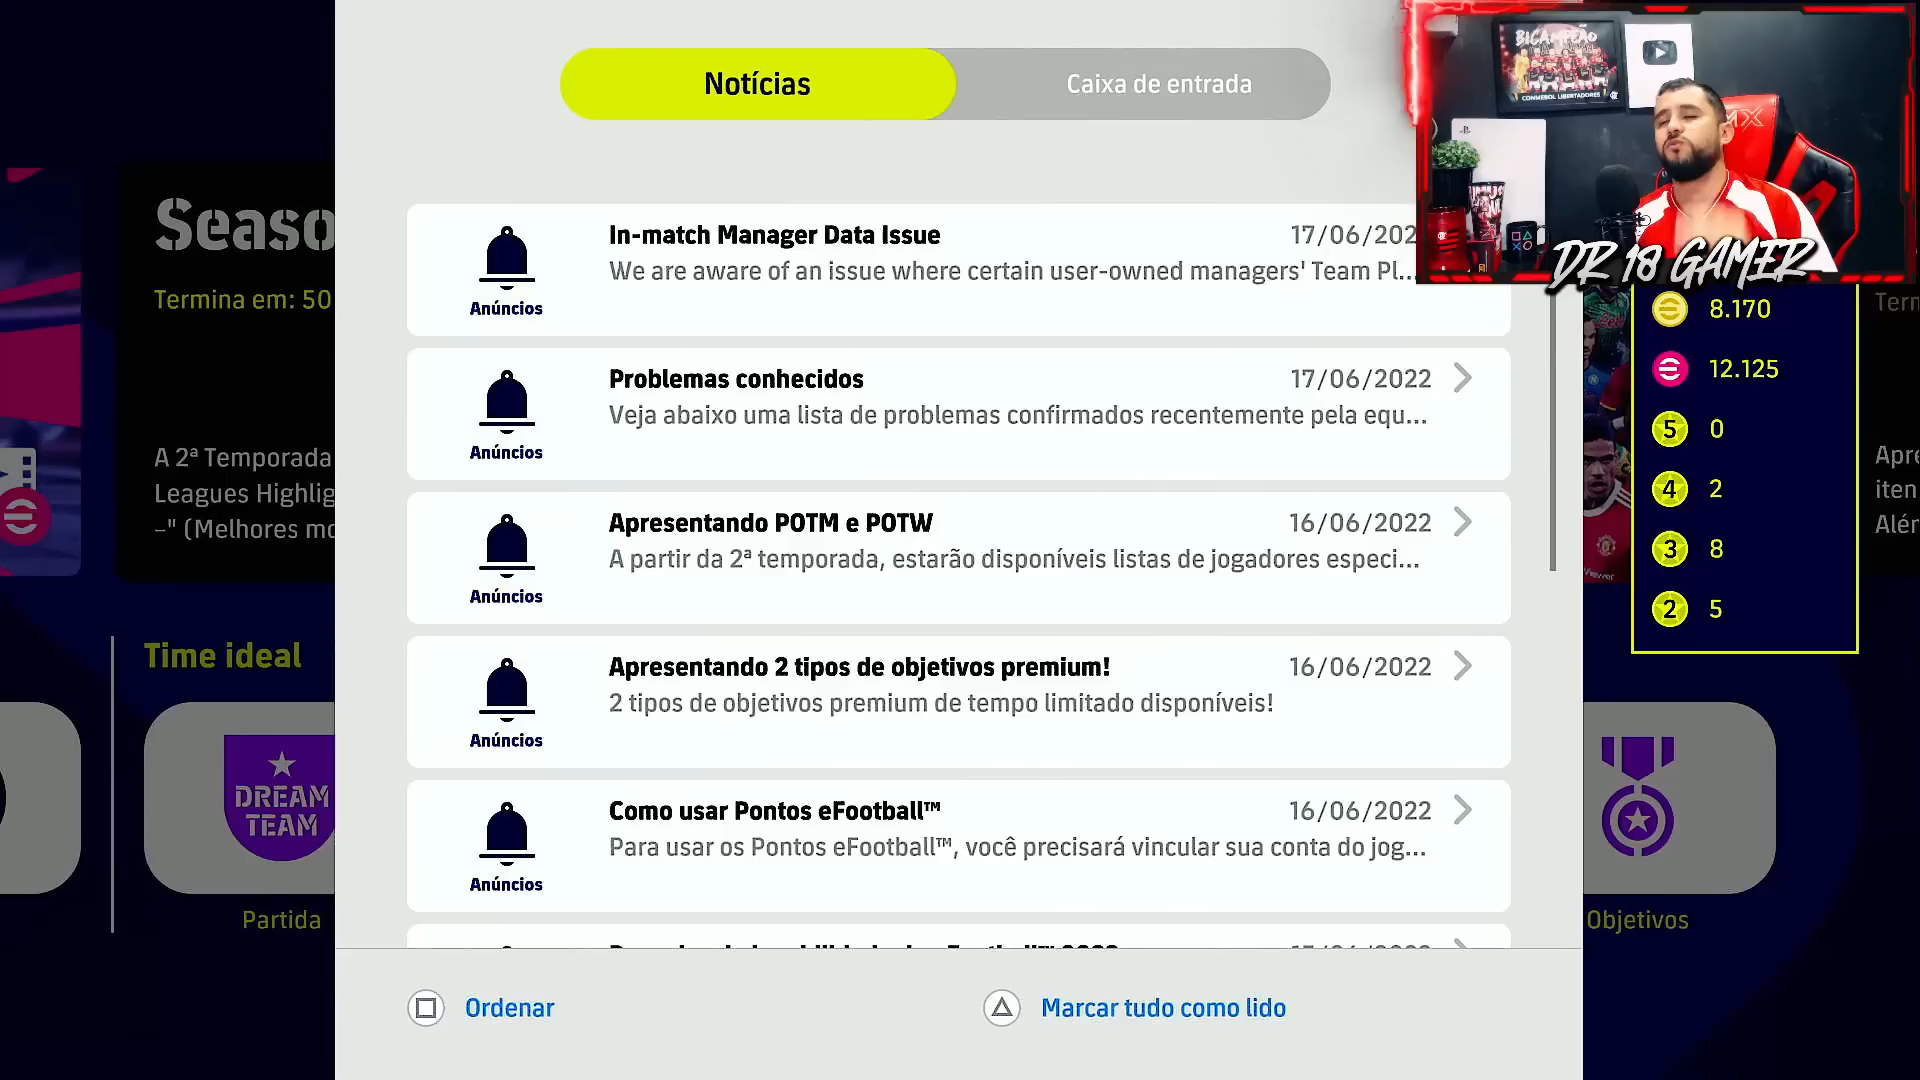 Notícias
Caixa de entrada
BICAMPEÃO
CONMEBOL LIBERTADORES
DR 18 GAMER
In-match Manager Data Issue
17/06/202
We are aware of an issue where certain user-owned managers' Team Pl...
Anúncios
Problemas conhecidos
17/06/2022
Veja abaixo uma lista de problemas confirmados recentemente pela equ...
Anúncios
Apresentando POTM e POTW
16/06/2022
A partir da 2ª temporada, estarão disponíveis listas de jogadores especi...
Anúncios
Apresentando 2 tipos de objetivos premium!
16/06/2022
2 tipos de objetivos premium de tempo limitado disponíveis!
Anúncios
Como usar Pontos eFootball™
16/06/2022
Para usar os Pontos eFootball™, você precisará vincular sua conta do jog...
Anúncios
Ordenar
Marcar tudo como lido
Seaso
Termina em: 50
A 2ª Temporada
Leagues Highlig
–" (Melhores mo
Time ideal
DREAM
TEAM
Partida
8.170
12.125
5 0
4 2
3 8
2 5
Term
Apre
iten
Alén
Objetivos